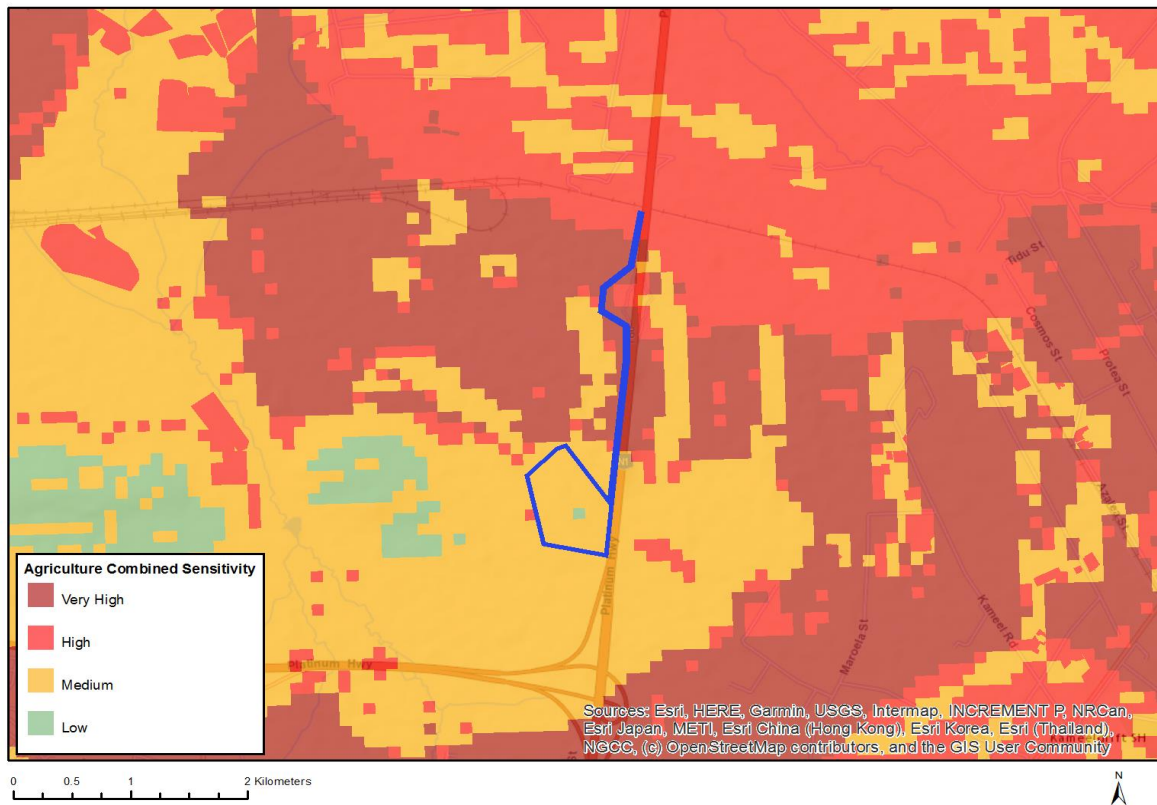 Tidu St
Cosmos St
Protea St
Azalea St
Platinum Hwy
Maroela St
Kameel Rd
Platinum Hwy
Agriculture Combined Sensitivity
Very High
High
Medium
Low
Sources: Esri, HERE, Garmin, USGS, Intermap, INCREMENT P, NRCan,
Esri Japan, METI, Esri China (Hong Kong), Esri Korea, Esri (Thailand),
NGCC, (c) OpenStreetMap contributors, and the GIS User Community
0 0.5 1 2 Kilometers
N